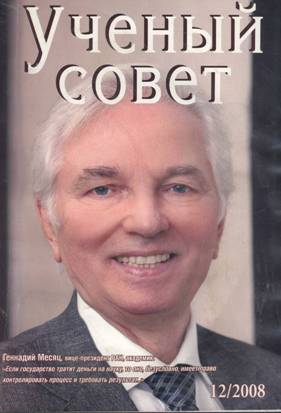 Ученый
совет
Геннадий Месяц, вице-президент РАН, академик:
«Если государство тратит деньги на науку, то оно, безусловно, имеет право
контролировать процесс и требовать результат.»
12/2008